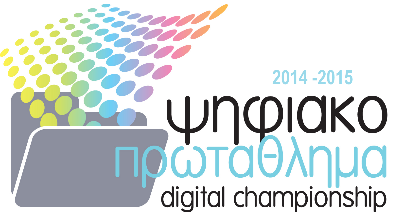 2014 -2015
ψηφιακο
πρωταθλημα
digital championship